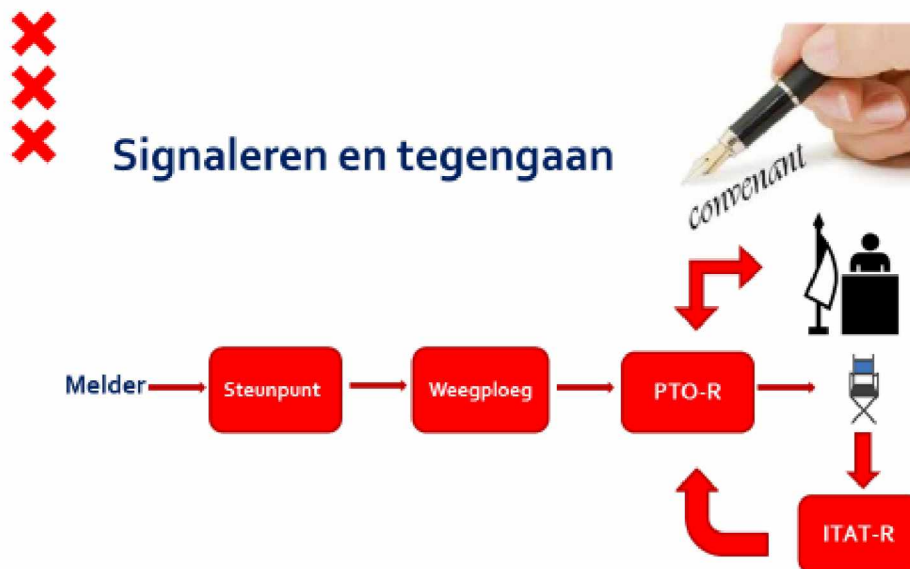 Signaleren en tegengaan
convenant
Melder
Steunpunt
Weegploeg
PTO-R
ITAT-R